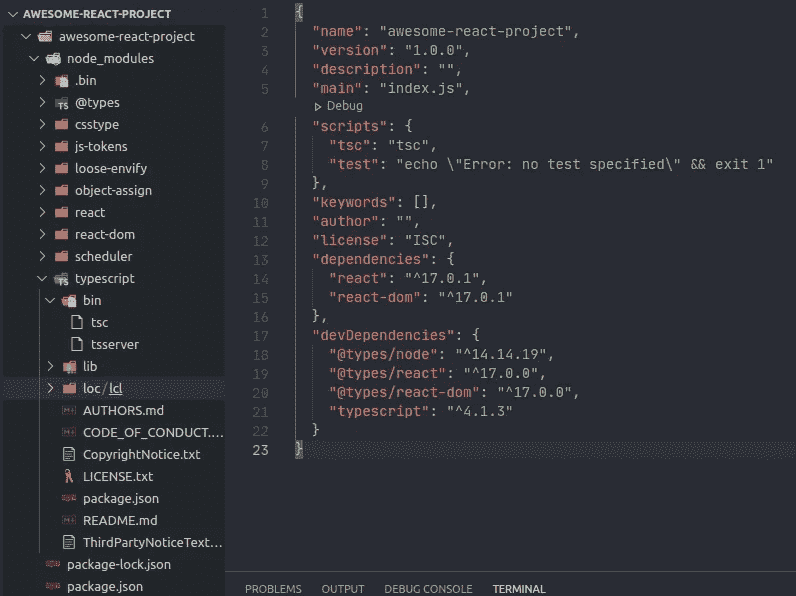 AWESOME-REACT-PROJECT
awesome-react-project
node_modules
.bin
@types
csstype
js-tokens
loose-envify
object-assign
react
react-dom
scheduler
typescript
bin
tsc
tsserver
lib
loc/lcl
AUTHORS.md
CODE_OF_CONDUCT....
CopyrightNotice.txt
LICENSE.txt
package.json
README.md
ThirdPartyNoticeText...
package-lock.json
package.json
1 {
2 "name": "awesome-react-project",
3 "version": "1.0.0",
4 "description": "",
5 "main": "index.js",
Debug
6 "scripts": {
7 "tsc": "tsc",
8 "test": "echo \"Error: no test specified\" && exit 1"
9 },
10 "keywords": [],
11 "author": "",
12 "license": "ISC",
13 "dependencies": {
14 "react": "^17.0.1",
15 "react-dom": "^17.0.1"
16 },
17 "devDependencies": {
18 "@types/node": "^14.14.19",
19 "@types/react": "^17.0.0",
20 "@types/react-dom": "^17.0.0",
21 "typescript": "^4.1.3"
22 }
23 }
PROBLEMS OUTPUT DEBUG CONSOLE TERMINAL